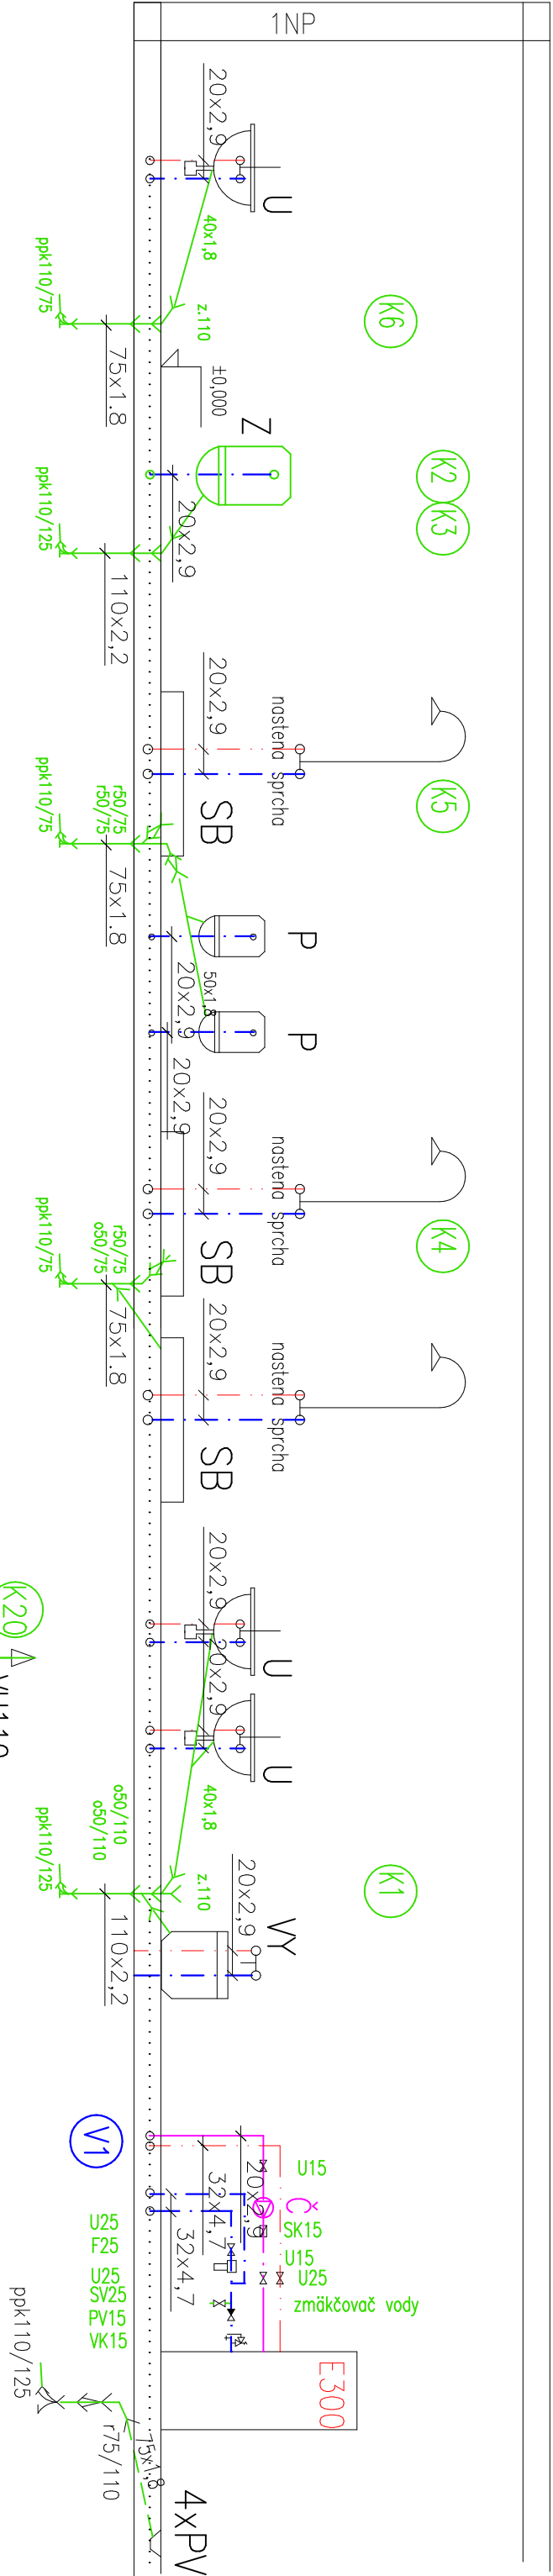 1NP
20x2,9
U
40x1,8
z.110
ppk110/75
75x1.8
±0,000
K6
Z
20x2,9
ppk110/125
110x2,2
K2
K3
20x2,9
nastena sprcha
SB
K5
r50/75
r50/75
ppk110/75
75x1.8
P
20x2,9
50x1,8
P
20x2,9
20x2,9
nastena sprcha
SB
K4
r50/75
o50/75
ppk110/75
75x1.8
20x2,9
nastena sprcha
SB
20x2,9
U
K20
20x2,9
U
40x1,8
z.110
o50/110
o50/110
ppk110/125
110x2,2
K1
20x2,9
VY
V1
20x2,9
32x4,7
32x4,7
U15
Č
SK15
U15
U25
zmäkčovač vody
U25
F25
U25
SV25
PV15
VK15
E300
ppk110/125
r75/110
75x1,8
4xPV